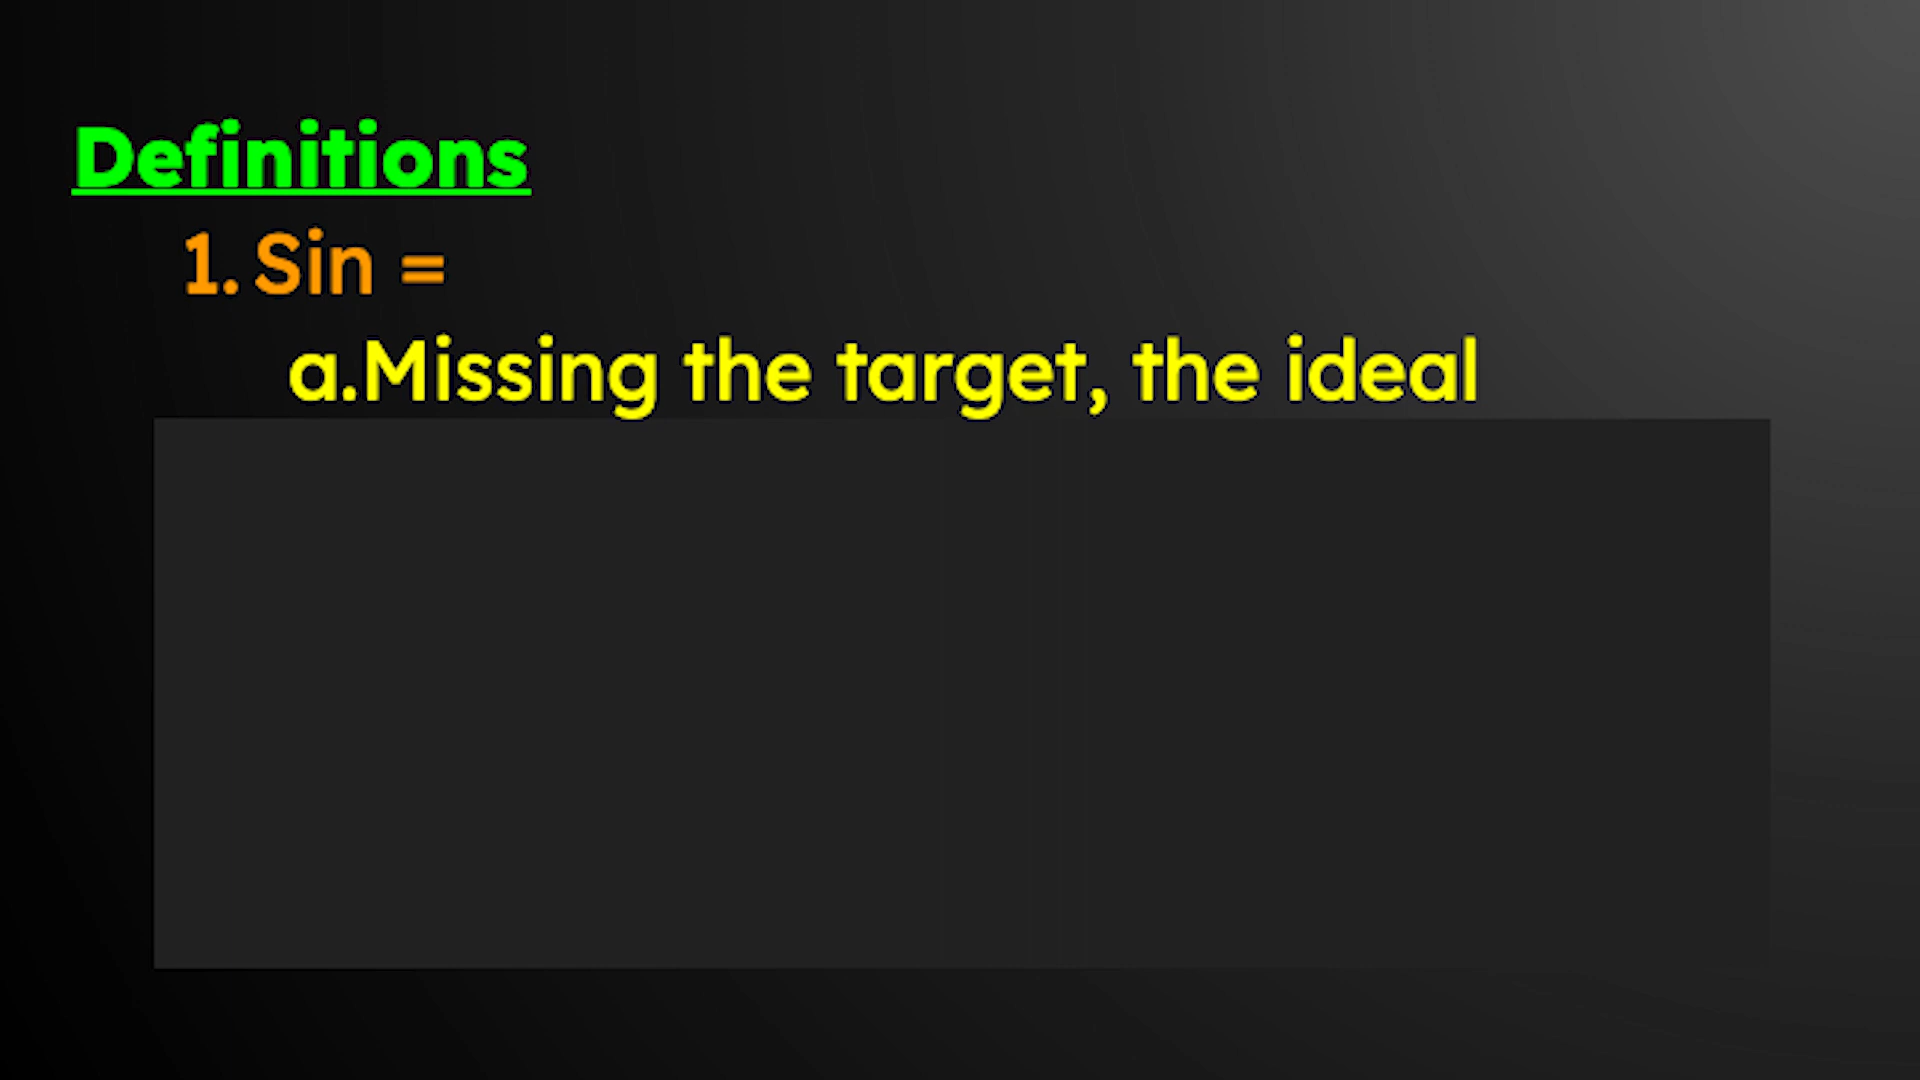 Definitions
1. Sin =
a.Missing the target, the ideal